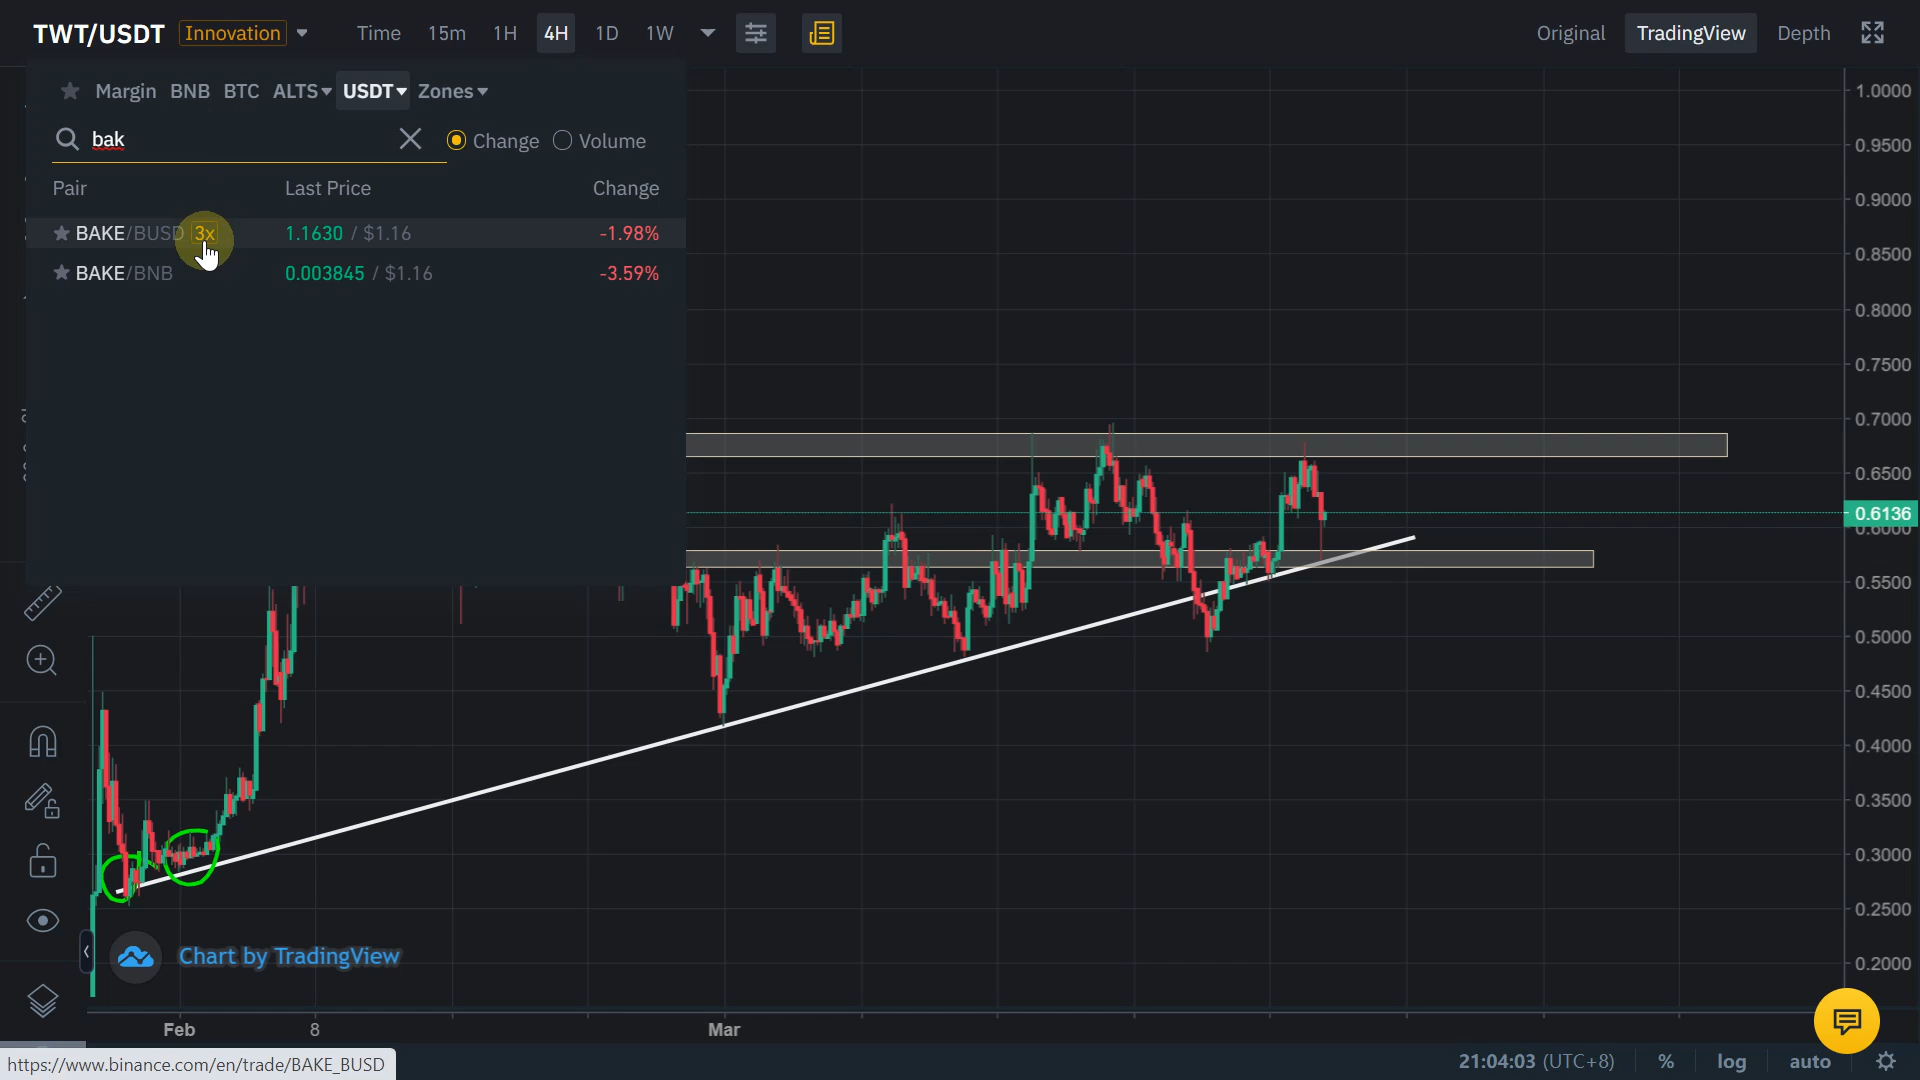 TWT/USDT Innovation Time 15m 1H 4H 1D 1W Original TradingView Depth
Margin BNB BTC ALTS USDT Zones
bak Change Volume
Pair Last Price Change
BAKE/BUSD 3x 1.1630 / $1.16 -1.98%
BAKE/BNB 0.003845 / $1.16 -3.59%
1.0000
0.9500
0.9000
0.8500
0.8000
0.7500
0.7000
0.6500
0.6136
0.6000
0.5500
0.5000
0.4500
0.4000
0.3500
0.3000
0.2500
0.2000
Chart by TradingView
Feb 8 Mar
https://www.binance.com/en/trade/BAKE_BUSD 21:04:03 (UTC+8) % log auto